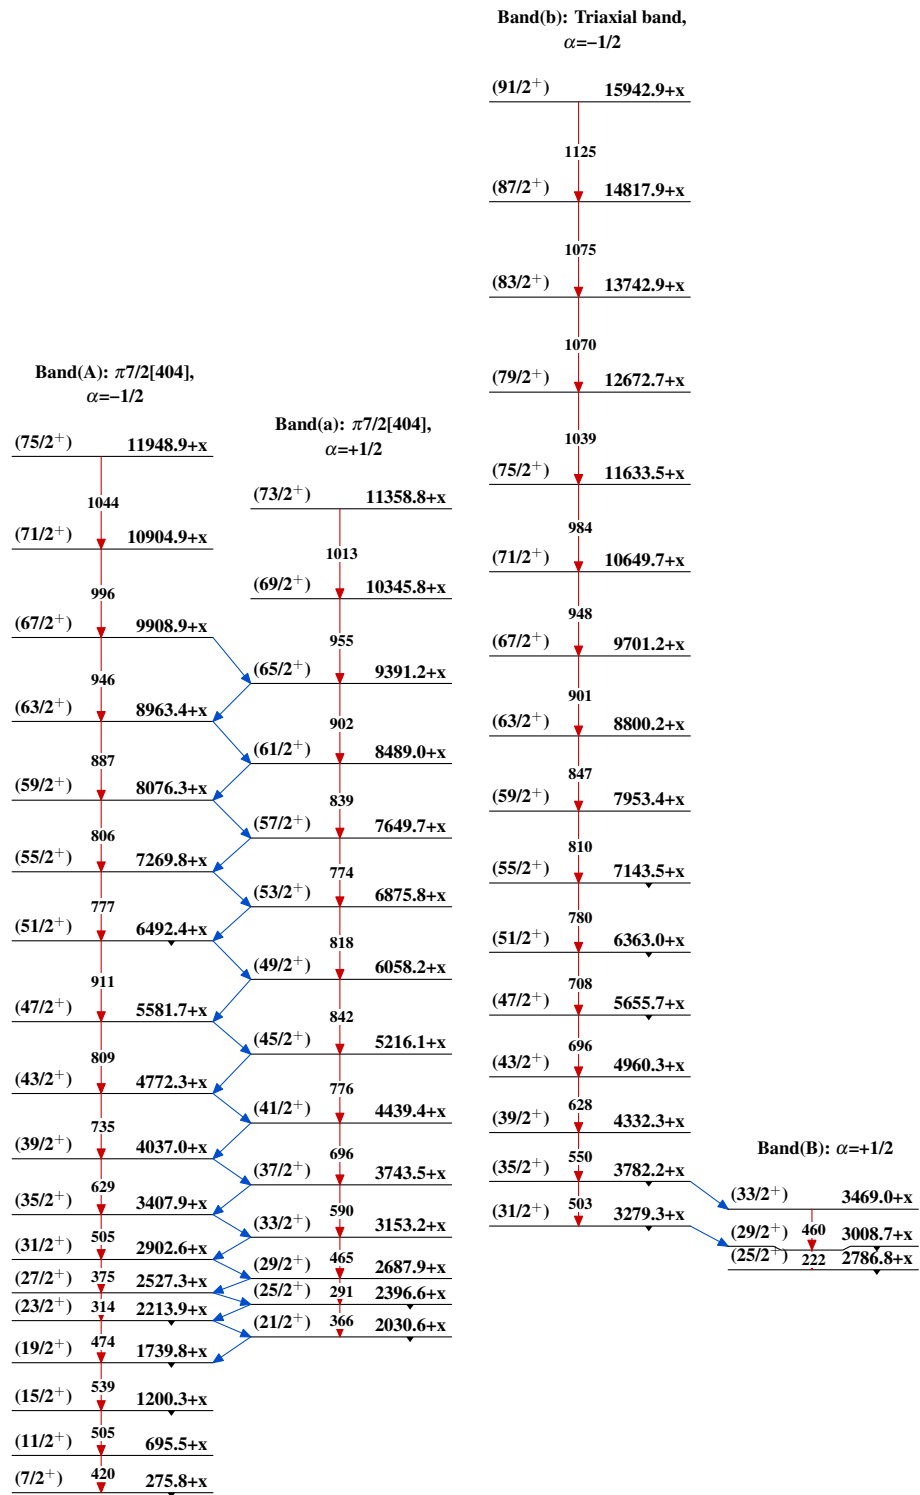 Band(A): π7/2[404],
α=−1/2
(75/2⁺) 11948.9+x
1044
(71/2⁺) 10904.9+x
996
(67/2⁺) 9908.9+x
946
(63/2⁺) 8963.4+x
887
(59/2⁺) 8076.3+x
806
(55/2⁺) 7269.8+x
777
(51/2⁺) 6492.4+x
911
(47/2⁺) 5581.7+x
809
(43/2⁺) 4772.3+x
735
(39/2⁺) 4037.0+x
629
(35/2⁺) 3407.9+x
505
(31/2⁺) 2902.6+x
375
(27/2⁺) 2527.3+x
314
(23/2⁺) 2213.9+x
474
(19/2⁺) 1739.8+x
539
(15/2⁺) 1200.3+x
505
(11/2⁺) 695.5+x
420
(7/2⁺) 275.8+x
Band(a): π7/2[404],
α=+1/2
(73/2⁺) 11358.8+x
1013
(69/2⁺) 10345.8+x
955
(65/2⁺) 9391.2+x
902
(61/2⁺) 8489.0+x
839
(57/2⁺) 7649.7+x
774
(53/2⁺) 6875.8+x
818
(49/2⁺) 6058.2+x
842
(45/2⁺) 5216.1+x
776
(41/2⁺) 4439.4+x
696
(37/2⁺) 3743.5+x
590
(33/2⁺) 3153.2+x
465
(29/2⁺) 2687.9+x
291
(25/2⁺) 2396.6+x
366
(21/2⁺) 2030.6+x
Band(b): Triaxial band,
α=−1/2
(91/2⁺) 15942.9+x
1125
(87/2⁺) 14817.9+x
1075
(83/2⁺) 13742.9+x
1070
(79/2⁺) 12672.7+x
1039
(75/2⁺) 11633.5+x
984
(71/2⁺) 10649.7+x
948
(67/2⁺) 9701.2+x
901
(63/2⁺) 8800.2+x
847
(59/2⁺) 7953.4+x
810
(55/2⁺) 7143.5+x
780
(51/2⁺) 6363.0+x
708
(47/2⁺) 5655.7+x
696
(43/2⁺) 4960.3+x
628
(39/2⁺) 4332.3+x
550
(35/2⁺) 3782.2+x
503
(31/2⁺) 3279.3+x
Band(B): α=+1/2
(33/2⁺) 3469.0+x
460
(29/2⁺) 3008.7+x
222
(25/2⁺) 2786.8+x